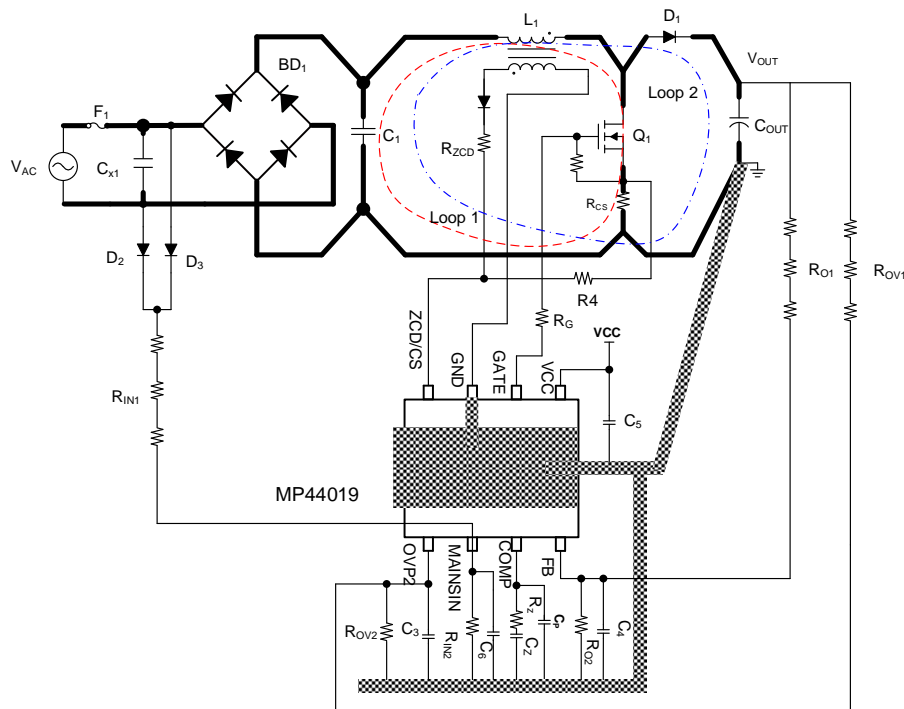 L1
D1
VOUT
BD1
Loop 2
F1
Q1
COUT
C1
RZCD
VAC
Cx1
RCS
Loop 1
D2
D3
RO1
ROV1
R4
ZCD/CS
RG
VCC
GND
GATE
VCC
RIN1
C5
MP44019
OVP2
MAINSIN
COMP
FB
RZ
CP
C4
ROV2
C3
RIN2
C6
CZ
RO2